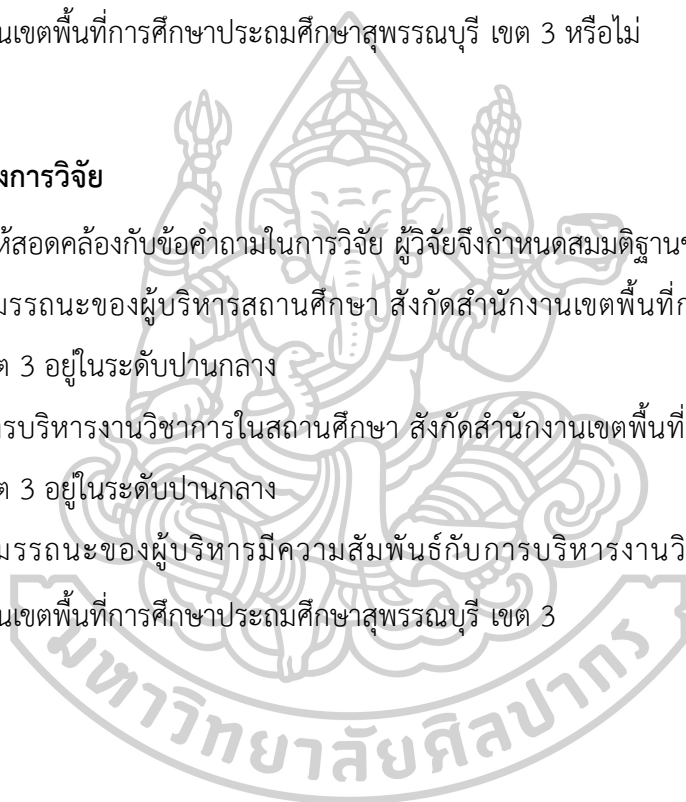 นเขตพื้นที่การศึกษาประถมศึกษาสุพรรณบุรี เขต 3 หรือไม่
งการวิจัย
ห้สอดคล้องกับข้อคำถามในการวิจัย ผู้วิจัยจึงกำหนดสมมติฐาน
มรรถนะของผู้บริหารสถานศึกษา สังกัดสำนักงานเขตพื้นที่ก
ต 3 อยู่ในระดับปานกลาง
รบริหารงานวิชาการในสถานศึกษา สังกัดสำนักงานเขตพื้นที่
ต 3 อยู่ในระดับปานกลาง
มรรถนะของผู้บริหารมีความสัมพันธ์กับการบริหารงานวิ
นเขตพื้นที่การศึกษาประถมศึกษาสุพรรณบุรี เขต 3
มหาวิทยาลัยศิลปากร